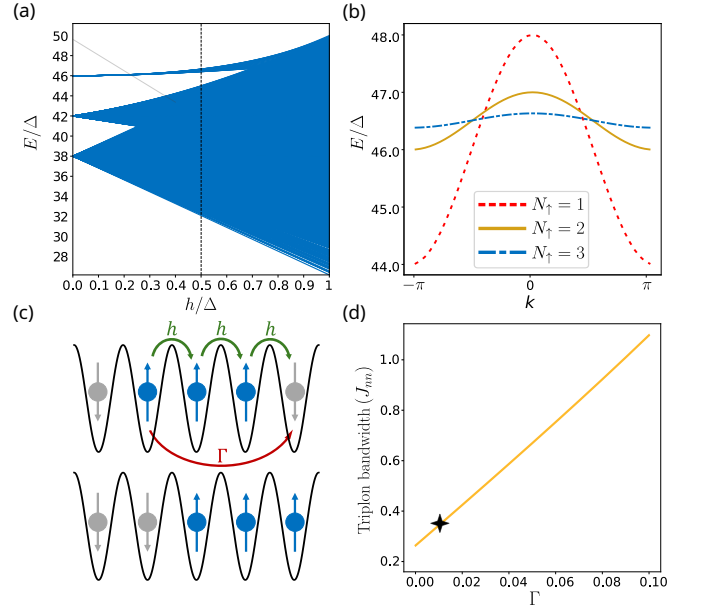 (a)
50
48
46
44
42
40
38
36
34
32
30
28
E/Δ
0.0 0.1 0.2 0.3 0.4 0.5 0.6 0.7 0.8 0.9 1
h/Δ
(b)
48.0
47.0
46.0
45.0
44.0
E/Δ
N↑ = 1
N↑ = 2
N↑ = 3
−π 0 π
k
(c)
h h h
Γ
(d)
1.0
0.8
0.6
0.4
0.2
Triplon bandwidth (Jnn)
0.00 0.02 0.04 0.06 0.08 0.10
Γ